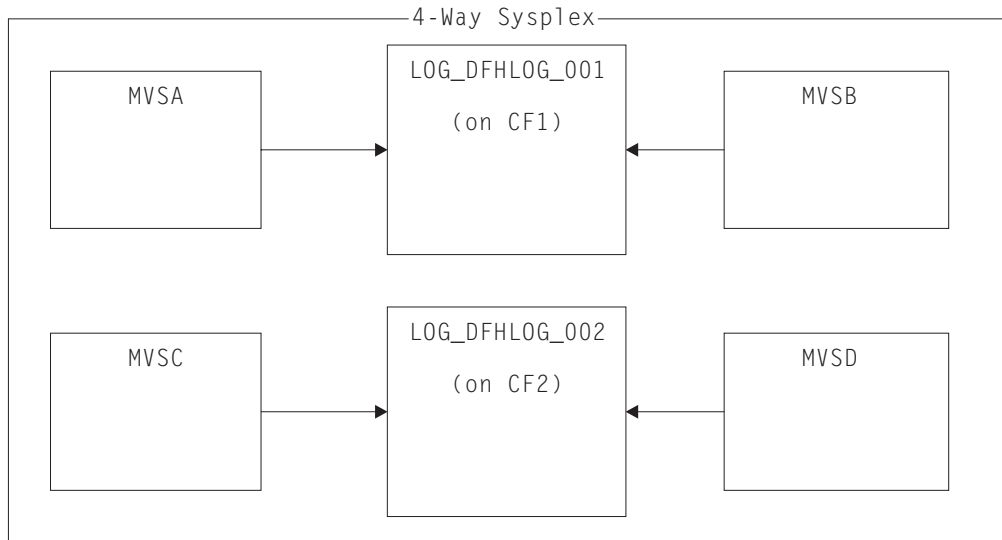 4-Way Sysplex
MVSA
LOG_DFHLOG_001
(on CF1)
MVSB
MVSC
LOG_DFHLOG_002
(on CF2)
MVSD